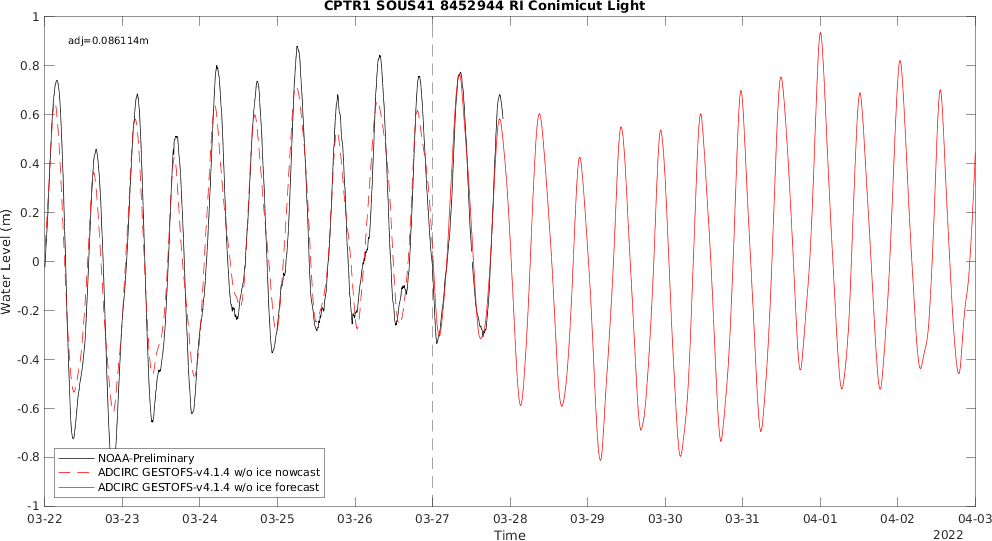 CPTR1 SOUS41 8452944 RI Conimicut Light
adj=0.086114m
Water Level (m)
1
0.8
0.6
0.4
0.2
0
-0.2
-0.4
-0.6
-0.8
-1
NOAA-Preliminary
ADCIRC GESTOFS-v4.1.4 w/o ice nowcast
ADCIRC GESTOFS-v4.1.4 w/o ice forecast
03-22 03-23 03-24 03-25 03-26 03-27 03-28 03-29 03-30 03-31 04-01 04-02 04-03
Time
2022